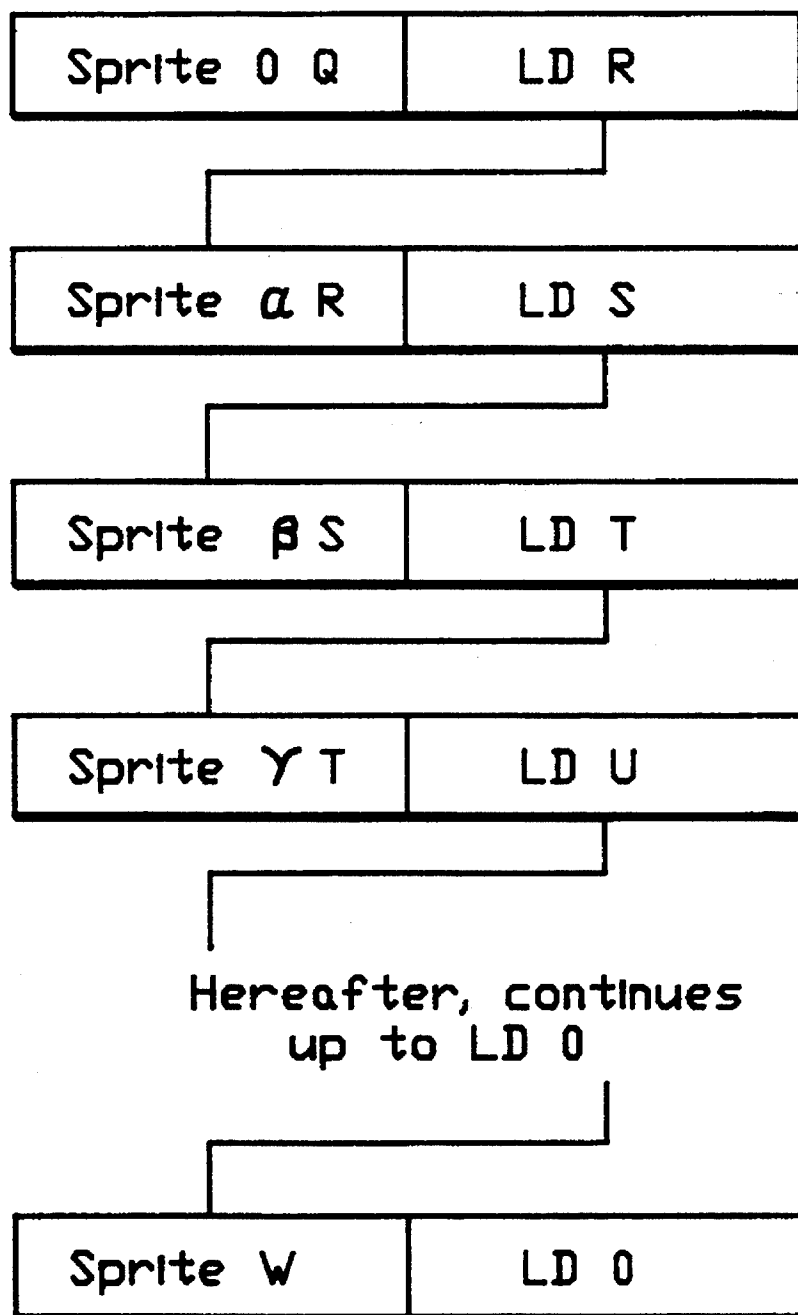 Sprite 0 Q LD R
Sprite α R LD S
Sprite β S LD T
Sprite γ T LD U
Hereafter, continues
up to LD 0
Sprite W LD 0